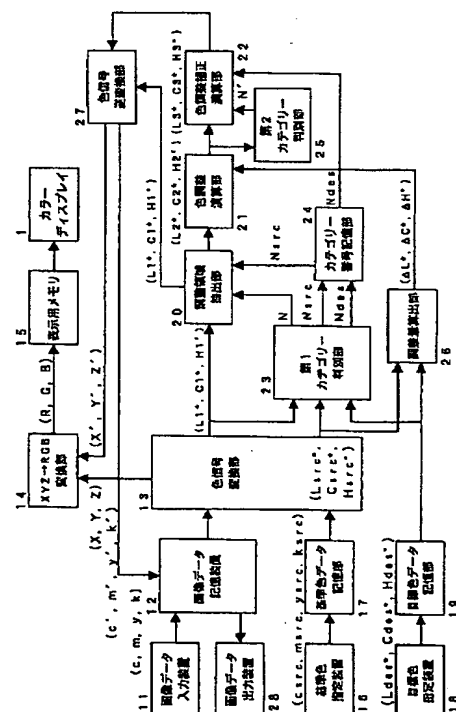 11
画像データ
入力装置
28
画像データ
出力装置
16
基準色
指定装置
18
目標色
指定装置
(c, m, y, k)
(c', m', y', k')
12
画像データ
記憶装置
(csrc, msrc, ysrc, ksrc)
17
基準色データ
記憶部
(Ldes*, Cdes*, Hdes*)
19
目標色データ
記憶部
14
XYZ→RGB
変換部
(X, Y, Z)
(X', Y', Z')
13
色信号
変換部
(Lsrc*,
Csrc*,
Hsrc*)
(R, G, B)
15
表示用メモリ
1
カラー
ディスプレイ
(L1*, C1*, H1*)
23
第1
カテゴリー
判別部
26
調整量算出部
N
Nsrc
Ndes
20
類似領域
抽出部
(L1*, C1*, H1*)
Nsrc
24
カテゴリー
番号記憶部
(ΔL*, ΔC*, ΔH*)
Ndes
(L2*, C2*, H2*)
21
色調整
演算部
25
第2
カテゴリー
判別部
N'
22
色調整補正
演算部
(L3*, C3*, H3*)
27
色信号
逆変換部